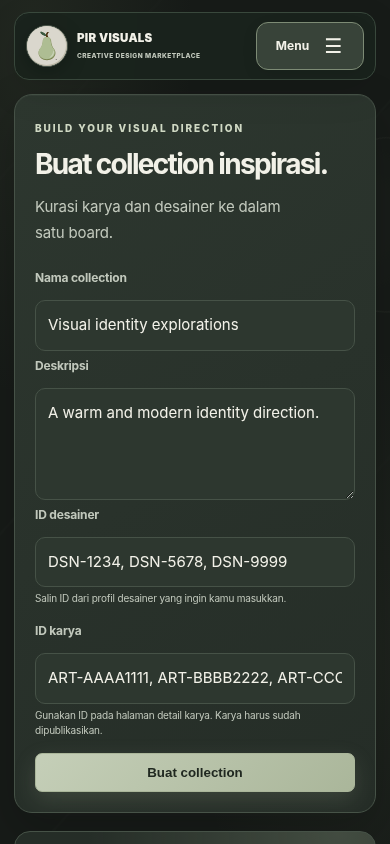 PIR VISUALS
CREATIVE DESIGN MARKETPLACE
Menu
BUILD YOUR VISUAL DIRECTION
Buat collection inspirasi.
Kurasi karya dan desainer ke dalam
satu board.
Nama collection
Visual identity explorations
Deskripsi
A warm and modern identity direction.
ID desainer
DSN-1234, DSN-5678, DSN-9999
Salin ID dari profil desainer yang ingin kamu masukkan.
ID karya
ART-AAAA1111, ART-BBBB2222, ART-CCC
Gunakan ID pada halaman detail karya. Karya harus sudah
dipublikasikan.
Buat collection